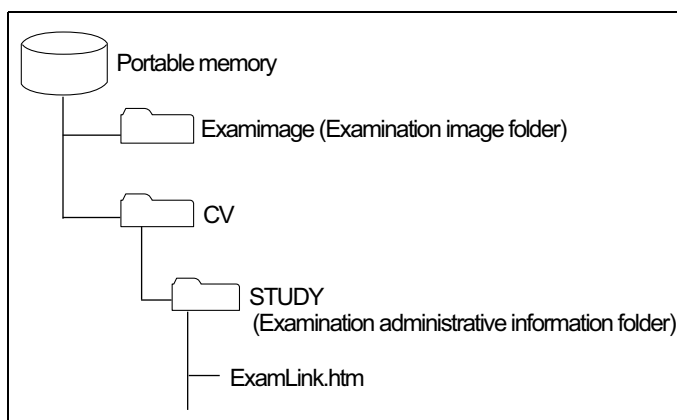 Portable memory
Examimage (Examination image folder)
CV
STUDY
(Examination administrative information folder)
ExamLink.htm